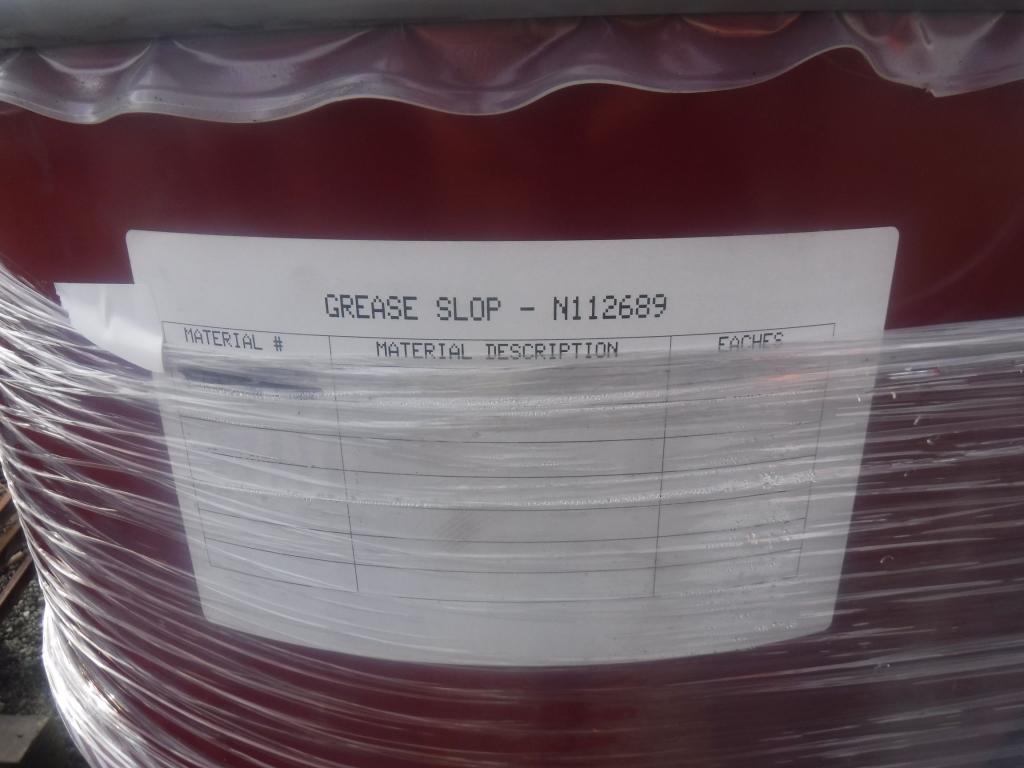 GREASE SLOP - N112689
MATERIAL # MATERIAL DESCRIPTION EACHES